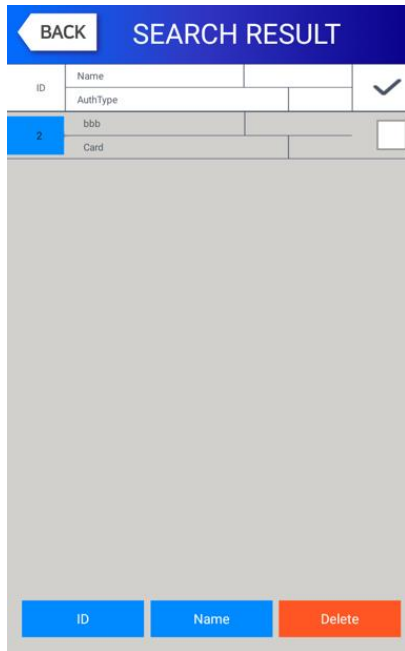 BACK SEARCH RESULT
ID
Name
AuthType
2
bbb
Card
ID Name Delete